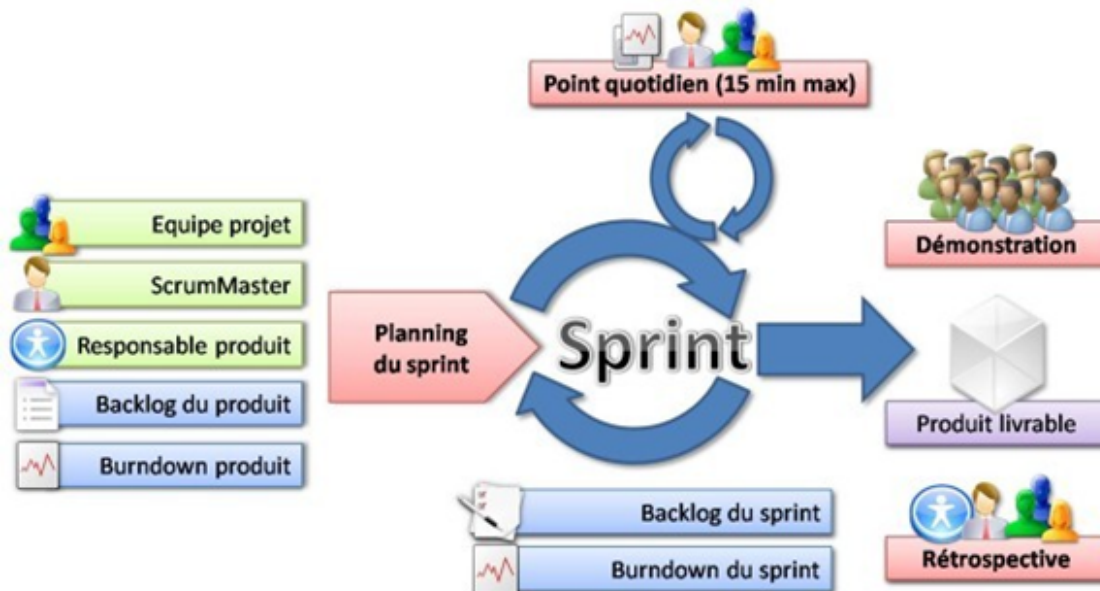 Point quotidien (15 min max)
Equipe projet
ScrumMaster
Responsable produit
Backlog du produit
Burndown produit
Planning
du sprint
Sprint
Backlog du sprint
Burndown du sprint
Démonstration
Produit livrable
Rétrospective